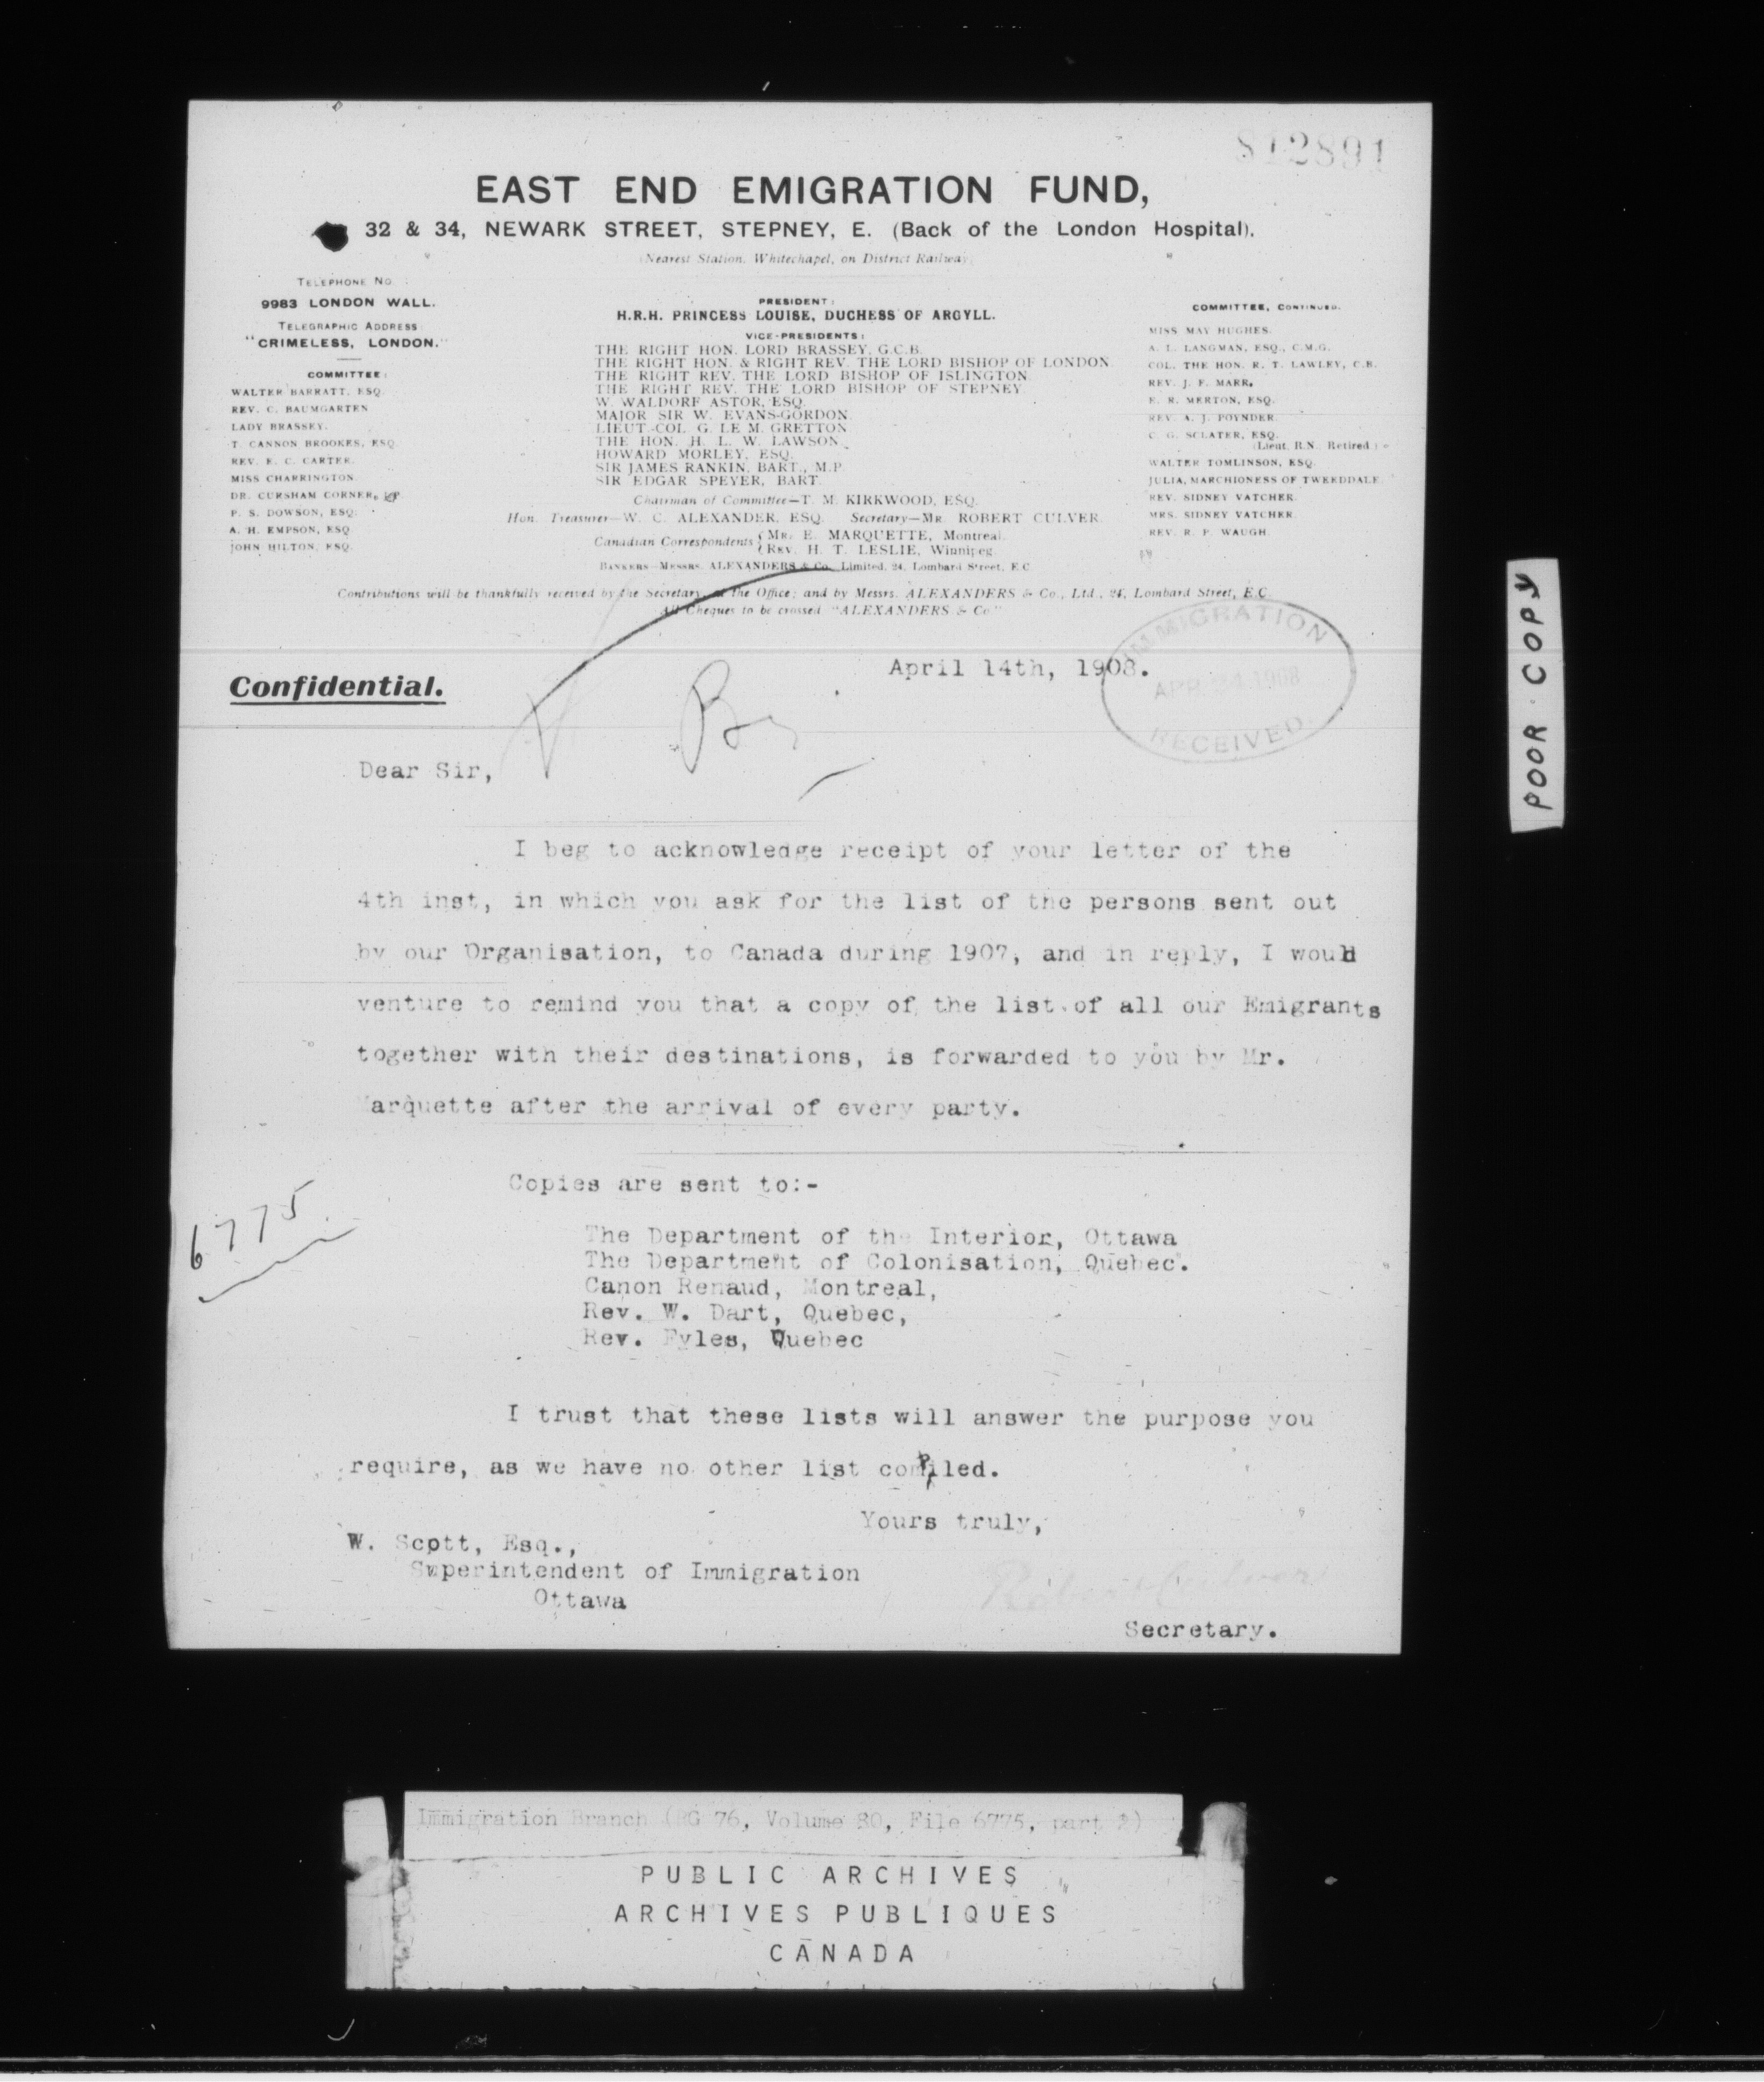 812891
EAST END EMIGRATION FUND,
32 & 34, NEWARK STREET, STEPNEY, E. (Back of the London Hospital).
(Nearest Station, Whitechapel, on District Railway)
TELEPHONE NO. :
9983 LONDON WALL.
TELEGRAPHIC ADDRESS:
"CRIMELESS, LONDON."
COMMITTEE:
WALTER BARRATT, ESQ.
REV. C. BAUMGARTEN
LADY BRASSEY.
T. CANNON BROOKES, ESQ.
REV. E. C. CARTER.
MISS CHARRINGTON.
DR. CURSHAM CORNER,
F. S. DOWSON, ESQ.
A. H. EMPSON, ESQ
JOHN HILTON, ESQ.
PRESIDENT:
H.R.H. PRINCESS LOUISE, DUCHESS OF ARGYLL.
VICE-PRESIDENTS:
THE RIGHT HON. LORD BRASSEY, G.C.B.
THE RIGHT HON. & RIGHT REV. THE LORD BISHOP OF LONDON.
THE RIGHT REV. THE LORD BISHOP OF ISLINGTON.
THE RIGHT REV. THE LORD BISHOP OF STEPNEY.
W. WALDORF ASTOR, ESQ.
MAJOR SIR W. EVANS-GORDON.
LIEUT.-COL. G. LE M. GRETTON.
THE HON. H. L. W. LAWSON.
HOWARD MORLEY, ESQ.
SIR JAMES RANKIN, BART., M.P.
SIR EDGAR SPEYER, BART.
Chairman of Committee—T. M. KIRKWOOD, ESQ.
Hon. Treasurer—W. C. ALEXANDER, ESQ. Secretary—MR. ROBERT CULVER.
Canadian Correspondents { MR. E. MARQUETTE, Montreal.
{ REV. H. T. LESLIE, Winnipeg.
BANKERS—MESSRS. ALEXANDERS & Co., Limited, 24, Lombard Street, E.C.
COMMITTEE, CONTINUED.
MISS MAY HUGHES.
A. L. LANGMAN, ESQ., C.M.G.
COL. THE HON. R. T. LAWLEY, C.B.
REV. J. F. MARR.
E. R. MERTON, ESQ.
REV. A. J. POYNDER.
C. G. SCLATER, ESQ.
(Lieut. R.N. Retired.)
WALTER TOMLINSON, ESQ.
JULIA, MARCHIONESS OF TWEEDDALE.
REV. SIDNEY VATCHER.
MRS. SIDNEY VATCHER.
REV. R. P. WAUGH.
Contributions will be thankfully received by the Secretary, at the Office; and by Messrs. ALEXANDERS & Co., Ltd., 24, Lombard Street, E.C.
All Cheques to be crossed "ALEXANDERS & Co"
IMMIGRATION
APR 24 1908
RECEIVED
April 14th, 1908.
Confidential.
Dear Sir,
I beg to acknowledge receipt of your letter of the
4th inst, in which you ask for the list of the persons sent out
by our Organisation, to Canada during 1907, and in reply, I would
venture to remind you that a copy of the list of all our Emigrants
together with their destinations, is forwarded to you by Mr.
Marquette after the arrival of every party.
6775
Copies are sent to:-
The Department of the Interior, Ottawa
The Department of Colonisation, Quebec.
Canon Renaud, Montreal,
Rev. W. Dart, Quebec,
Rev. Fyles, Quebec
I trust that these lists will answer the purpose you
require, as we have no other list compiled.
Yours truly,
W. Scott, Esq.,
Superintendent of Immigration
Ottawa
Robert Culver
Secretary.
POOR COPY
Immigration Branch (RG 76, Volume 80, File 6775, part 2)
PUBLIC ARCHIVES
ARCHIVES PUBLIQUES
CANADA